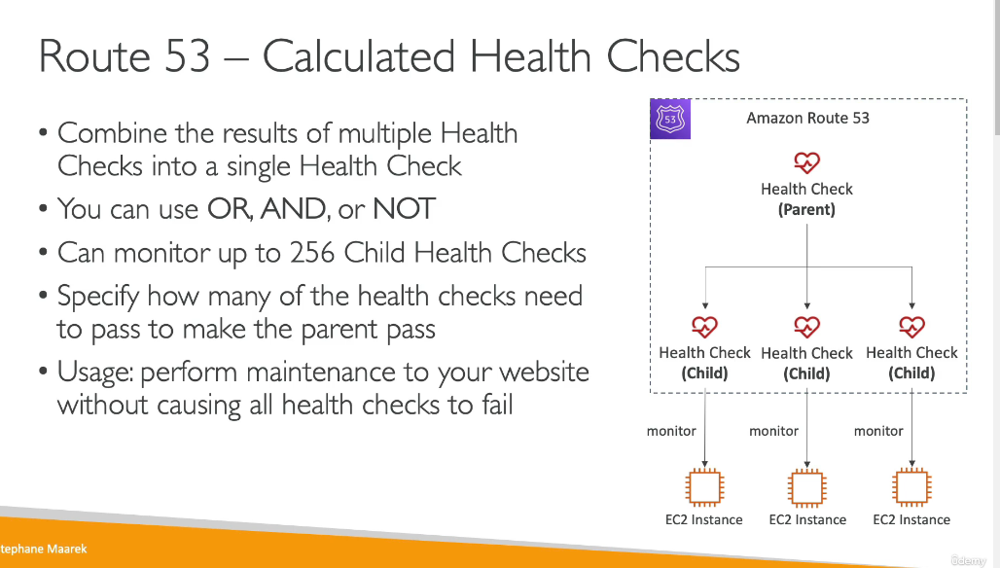 Route 53 – Calculated Health Checks
• Combine the results of multiple Health
Checks into a single Health Check
• You can use OR, AND, or NOT
• Can monitor up to 256 Child Health Checks
• Specify how many of the health checks need
to pass to make the parent pass
• Usage: perform maintenance to your website
without causing all health checks to fail
53
Amazon Route 53
Health Check
(Parent)
Health Check Health Check Health Check
(Child) (Child) (Child)
monitor monitor monitor
EC2 Instance EC2 Instance EC2 Instance
tephane Maarek
ûdemy